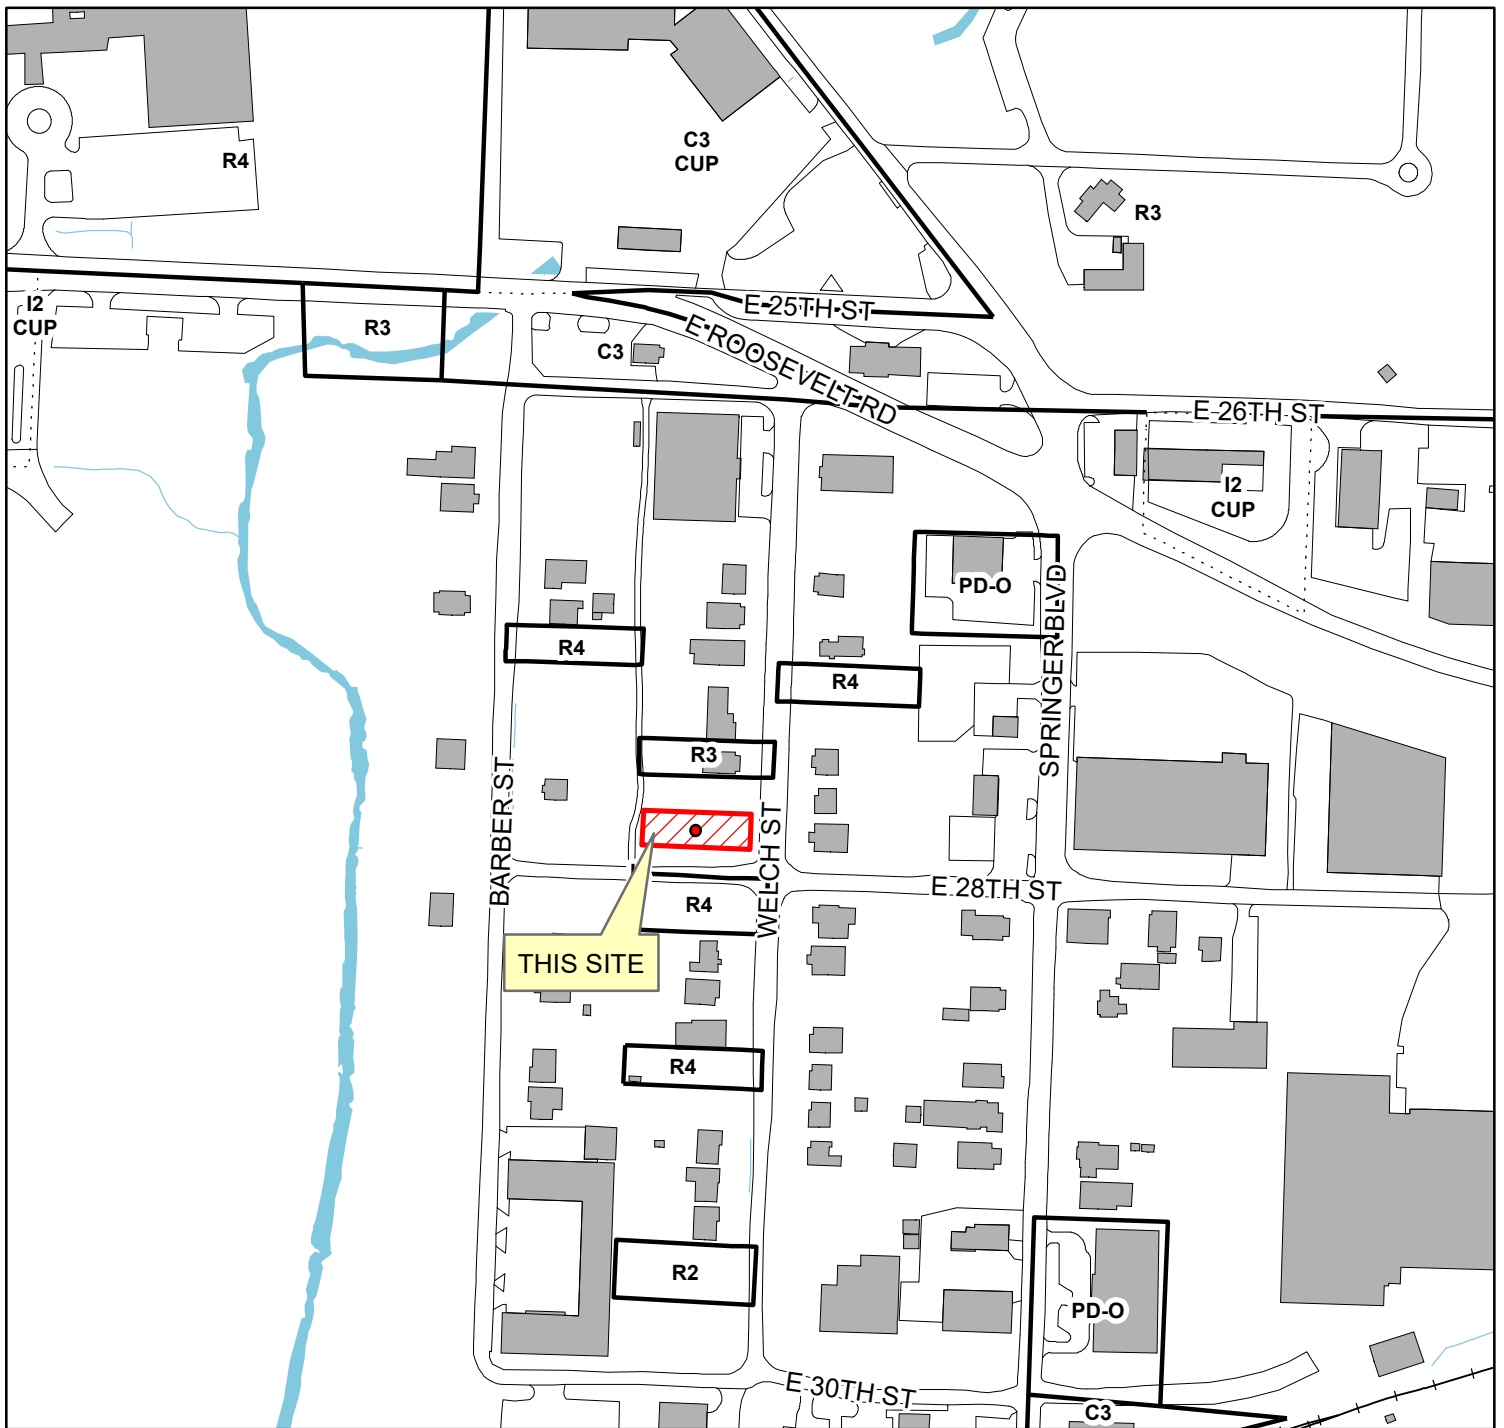 R4
C3
CUP
R3
I2
CUP
R3
E 25TH ST
C3
E ROOSEVELT RD
E 26TH ST
I2
CUP
PD-O
SPRINGER BLVD
R4
R4
R3
BARBER ST
WELCH ST
E 28TH ST
R4
THIS SITE
R4
R2
PD-O
E 30TH ST
C3